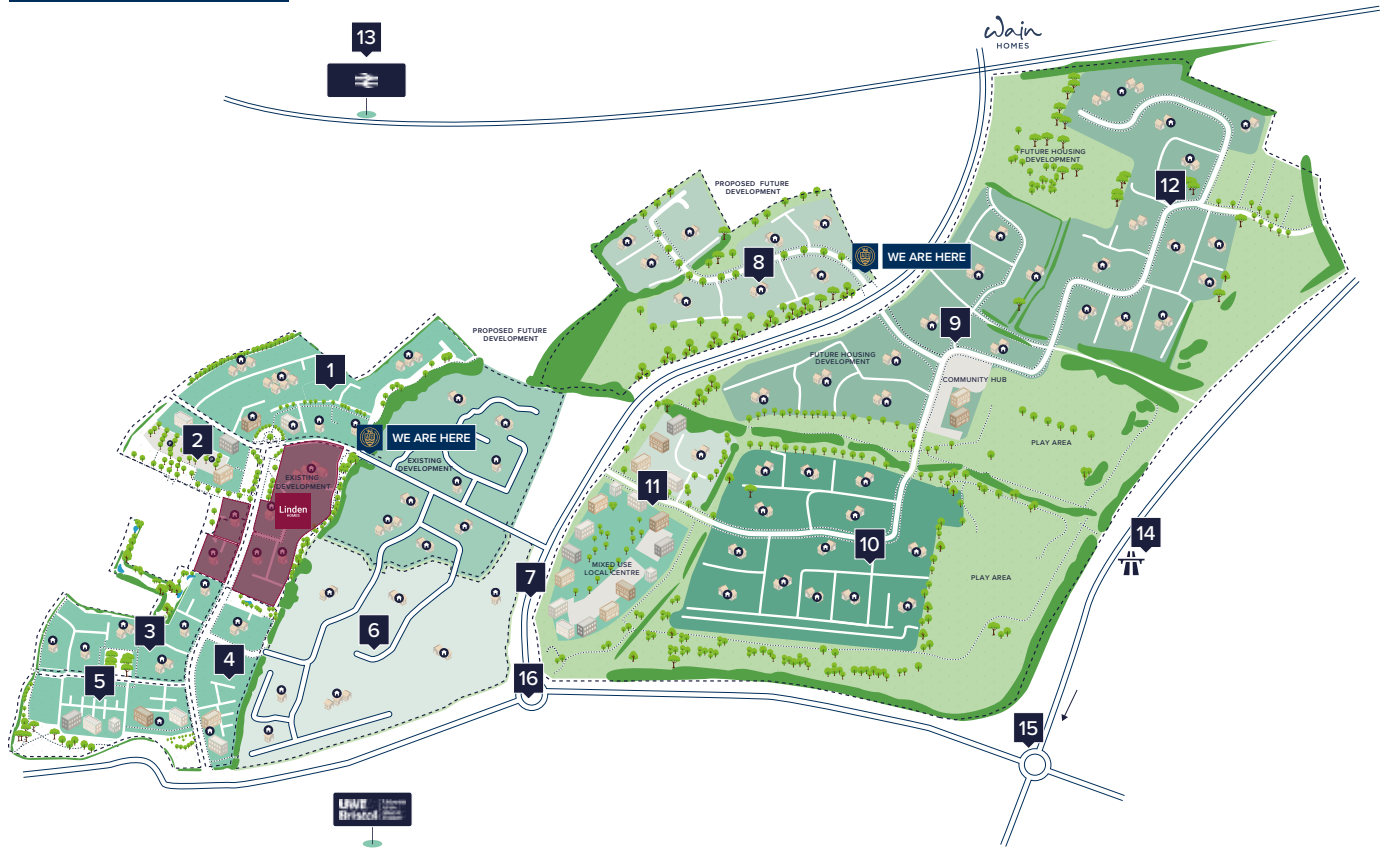 13
Wain
HOMES
FUTURE HOUSING
DEVELOPMENT
12
PROPOSED FUTURE
DEVELOPMENT
8
WE ARE HERE
9
PROPOSED FUTURE
DEVELOPMENT
FUTURE HOUSING
DEVELOPMENT
1
COMMUNITY HUB
2
WE ARE HERE
EXISTING
DEVELOPMENT
PLAY AREA
EXISTING
DEVELOPMENT
Linden
HOMES
11
10
14
MIXED USE
LOCAL CENTRE
7
PLAY AREA
3
6
4
5
16
15
UWE
Bristol